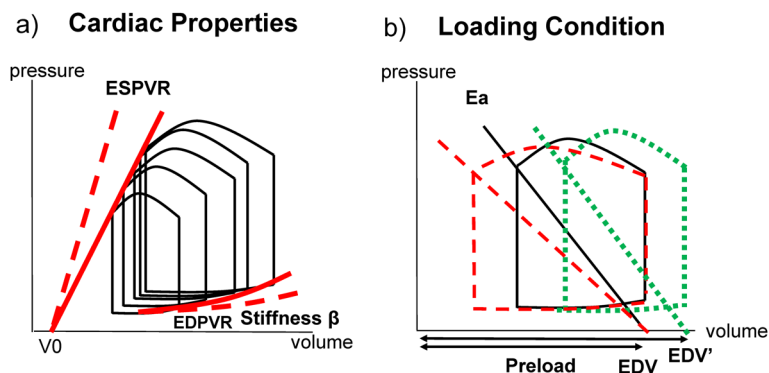 a) Cardiac Properties
pressure
ESPVR
EDPVR
Stiffness β
V0
volume
b) Loading Condition
pressure
Ea
volume
Preload
EDV
EDV'